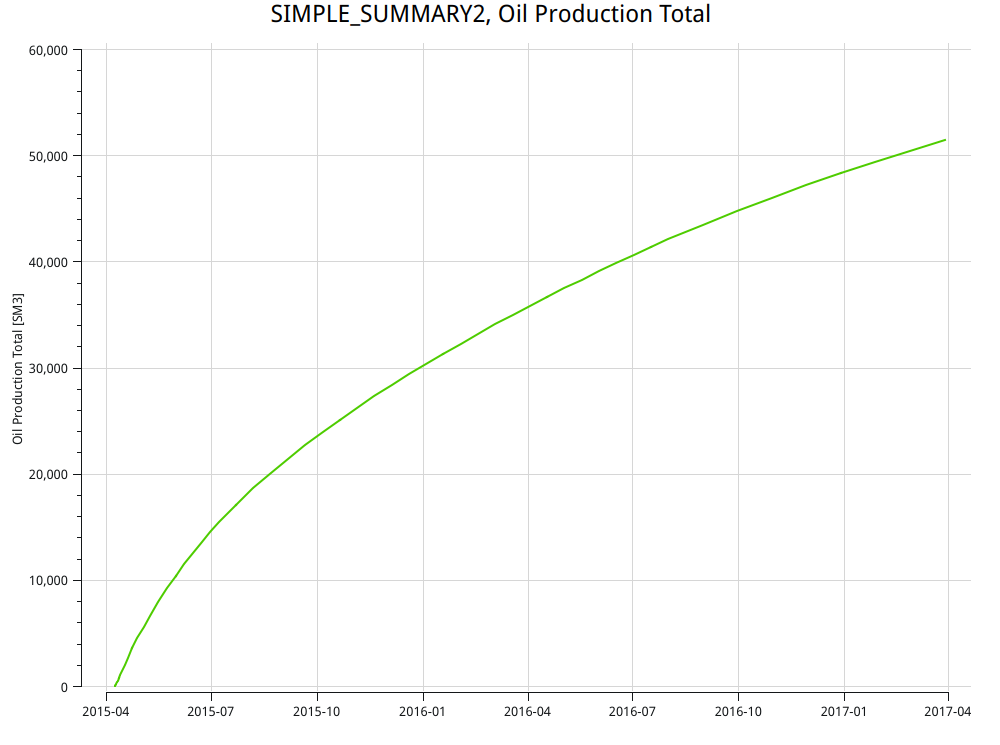 SIMPLE_SUMMARY2, Oil Production Total
60,000
50,000
40,000
30,000
20,000
10,000
0
Oil Production Total [SM3]
2015-04 2015-07 2015-10 2016-01 2016-04 2016-07 2016-10 2017-01 2017-04